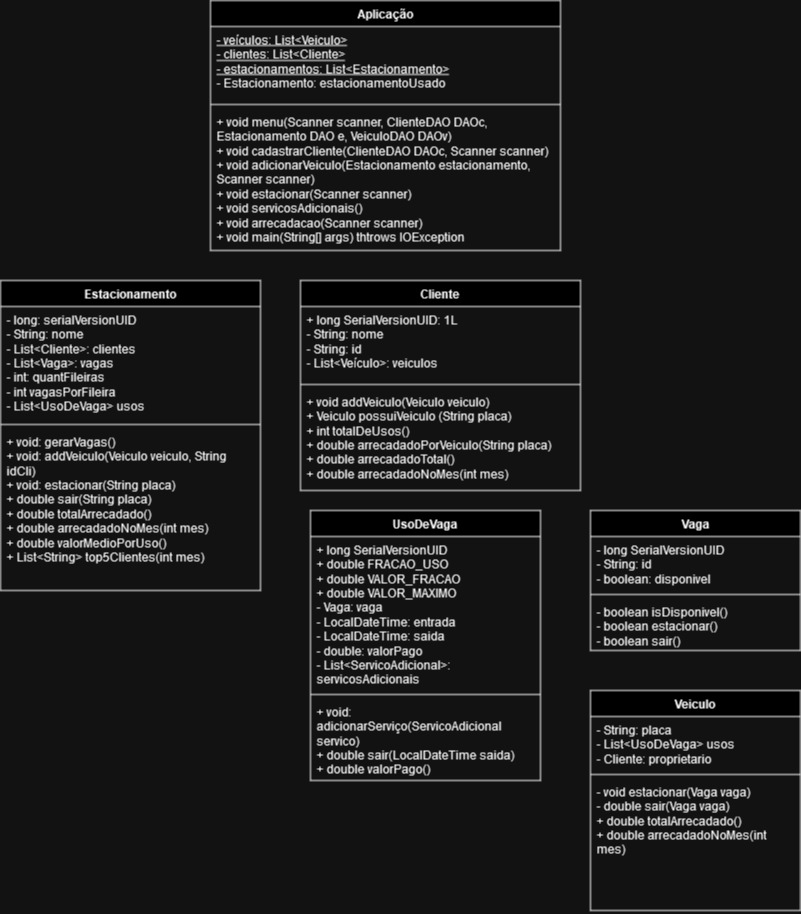 Aplicação
- veículos: List<Veiculo>
- clientes: List<Cliente>
- estacionamentos: List<Estacionamento>
- Estacionamento: estacionamentoUsado
+ void menu(Scanner scanner, ClienteDAO DAOc,
Estacionamento DAO e, VeiculoDAO DAOv)
+ void cadastrarCliente(ClienteDAO DAOc, Scanner scanner)
+ void adicionarVeiculo(Estacionamento estacionamento,
Scanner scanner)
+ void estacionar(Scanner scanner)
+ void servicosAdicionais()
+ void arrecadacao(Scanner scanner)
+ void main(String[] args) thtrows IOException
Estacionamento
- long: serialVersionUID
- String: nome
- List<Cliente>: clientes
- List<Vaga>: vagas
- int: quantFileiras
- int vagasPorFileira
- List<UsoDeVaga> usos
+ void: gerarVagas()
+ void: addVeiculo(Veiculo veiculo, String
idCli)
+ void: estacionar(String placa)
+ double sair(String placa)
+ double totalArrecadado()
+ double arrecadadoNoMes(int mes)
+ double valorMedioPorUso()
+ List<String> top5Clientes(int mes)
Cliente
+ long SerialVersionUID: 1L
- String: nome
- String: id
- List<Veículo>: veiculos
+ void addVeiculo(Veiculo veiculo)
+ Veiculo possuiVeiculo (String placa)
+ int totalDeUsos()
+ double arrecadadoPorVeiculo(String placa)
+ double arrecadadoTotal()
+ double arrecadadoNoMes(int mes)
UsoDeVaga
+ long SerialVersionUID
+ double FRACAO_USO
+ double VALOR_FRACAO
+ double VALOR_MAXIMO
- Vaga: vaga
- LocalDateTime: entrada
- LocalDateTime: saida
- double: valorPago
- List<ServicoAdicional>:
servicosAdicionais
+ void:
adicionarServiço(ServicoAdicional
servico)
+ double sair(LocalDateTime saida)
+ double valorPago()
Vaga
- long SerialVersionUID
- String: id
- boolean: disponivel
- boolean isDisponivel()
- boolean estacionar()
- boolean sair()
Veiculo
- String: placa
- List<UsoDeVaga> usos
- Cliente: proprietario
- void estacionar(Vaga vaga)
- double sair(Vaga vaga)
+ double totalArrecadado()
+ double arrecadadoNoMes(int
mes)